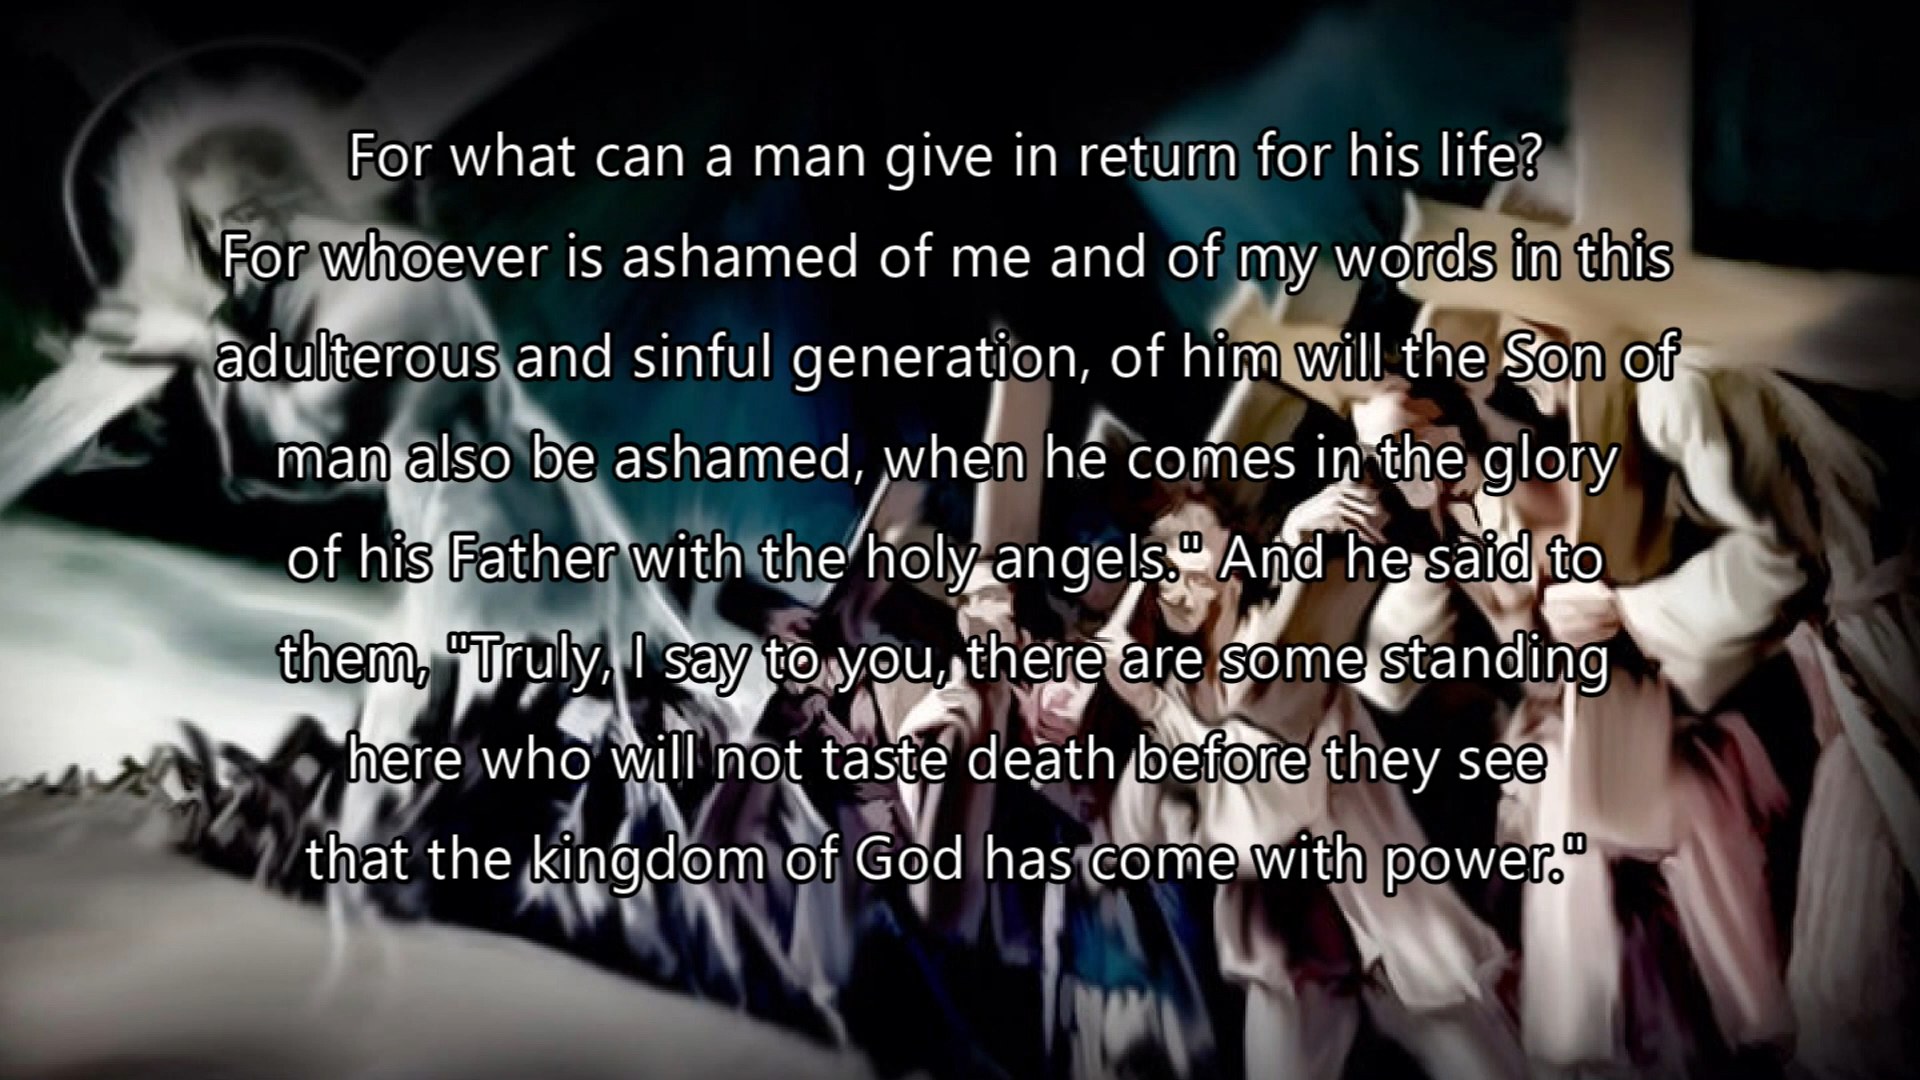 For what can a man give in return for his life?
For whoever is ashamed of me and of my words in this
adulterous and sinful generation, of him will the Son of
man also be ashamed, when he comes in the glory
of his Father with the holy angels." And he said to
them, "Truly, I say to you, there are some standing
here who will not taste death before they see
that the kingdom of God has come with power."